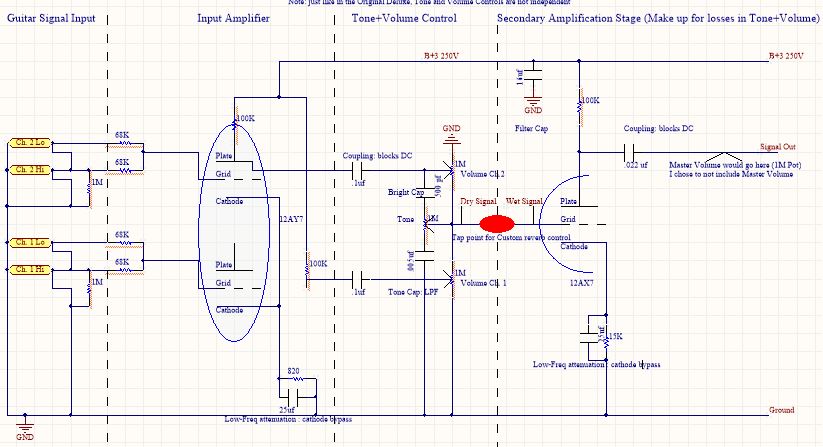 Note: just like in the Original Deluxe, Tone and Volume Controls are not independent
Guitar Signal Input
Input Amplifier
Tone+Volume Control
Secondary Amplification Stage (Make up for losses in Tone+Volume)
B+3 250V
B+3 250V
GND
100K
100K
Filter Cap
Coupling: blocks DC
GND
Ch. 2 Lo
68K
Ch. 2 Hi
68K
1M
Plate
Grid
Cathode
12AY7
Coupling: blocks DC
.1uf
1M
Volume Ch.2
Bright Cap
500 pf
.022 uf
Signal Out
Master Volume would go here (1M Pot)
I chose to not include Master Volume
Dry Signal
Wet Signal
Tone
1M
Tap point for Custom reverb control
Plate
Grid
Cathode
12AX7
Ch. 1 Lo
68K
Ch. 1 Hi
68K
1M
Plate
Grid
Cathode
100K
.1uf
Tone Cap: LPF
1M
Volume Ch. 1
25uf
15K
Low-Freq attenuation : cathode bypass
820
25uf
Low-Freq attenuation : cathode bypass
Ground
GND